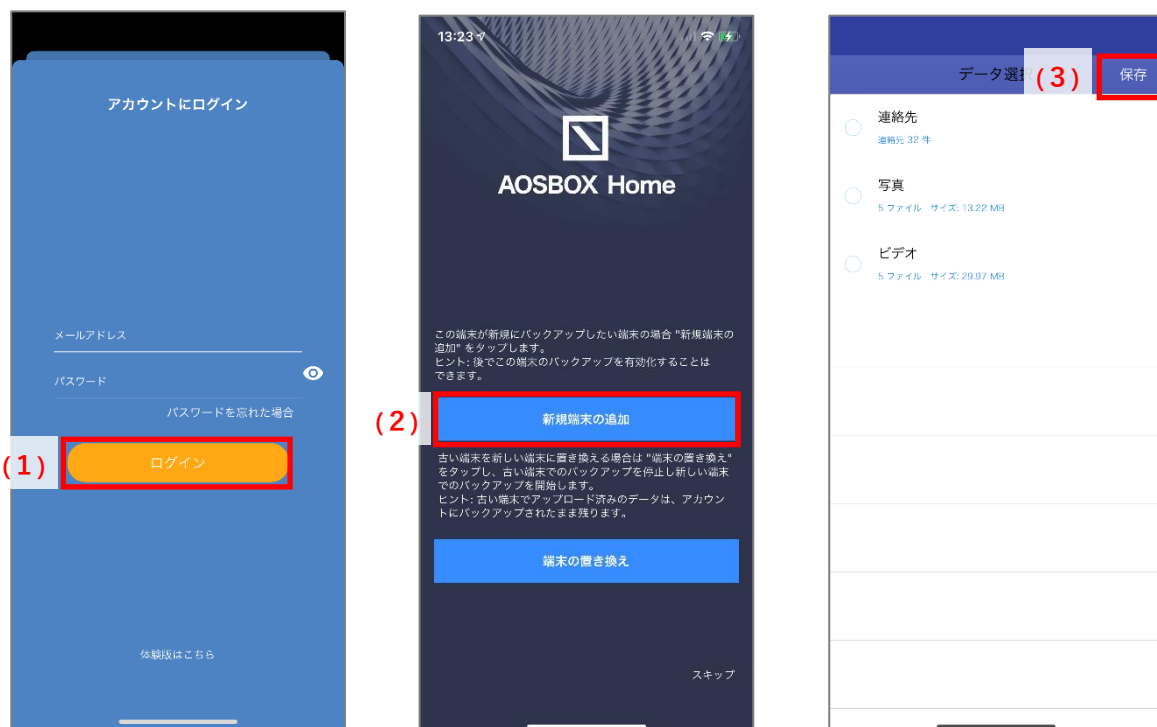 アカウントにログイン
メールアドレス
パスワード
パスワードを忘れた場合
(1)
ログイン
体験版はこちら
13:23
AOSBOX Home
この端末が新規にバックアップしたい端末の場合 "新規端末の
追加" をタップします。
ヒント: 後でこの端末のバックアップを有効化することは
できます。
(2)
新規端末の追加
古い端末を新しい端末に置き換える場合は "端末の置き換え"
をタップし、古い端末でのバックアップを停止し新しい端末
でのバックアップを開始します。
ヒント: 古い端末でアップロード済みのデータは、アカウン
トにバックアップされたまま残ります。
端末の置き換え
スキップ
データ選択
(3)
保存
連絡先
連絡先 32 件
写真
5 ファイル サイズ: 13.22 MB
ビデオ
5 ファイル サイズ: 29.97 MB